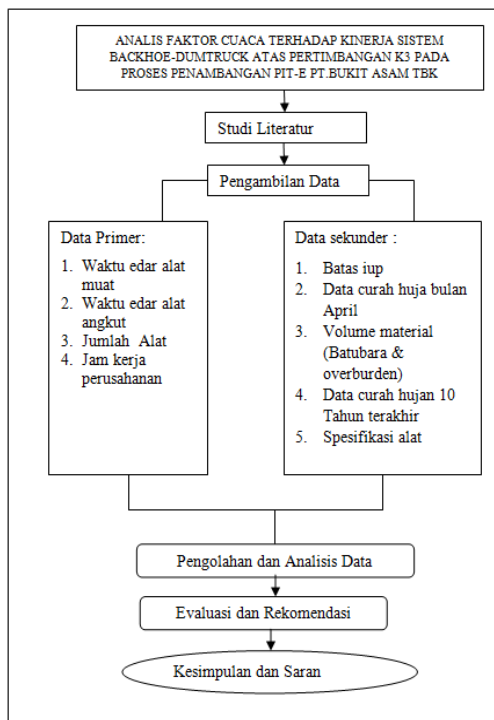 ANALIS FAKTOR CUACA TERHADAP KINERJA SISTEM
BACKHOE-DUMTRUCK ATAS PERTIMBANGAN K3 PADA
PROSES PENAMBANGAN PIT-E PT.BUKIT ASAM TBK
Studi Literatur
Pengambilan Data
Data Primer:
1. Waktu edar alat
muat
2. Waktu edar alat
angkut
3. Jumlah Alat
4. Jam kerja
perusahanan
Data sekunder :
1. Batas iup
2. Data curah huja bulan
April
3. Volume material
(Batubara &
overburden)
4. Data curah hujan 10
Tahun terakhir
5. Spesifikasi alat
Pengolahan dan Analisis Data
Evaluasi dan Rekomendasi
Kesimpulan dan Saran